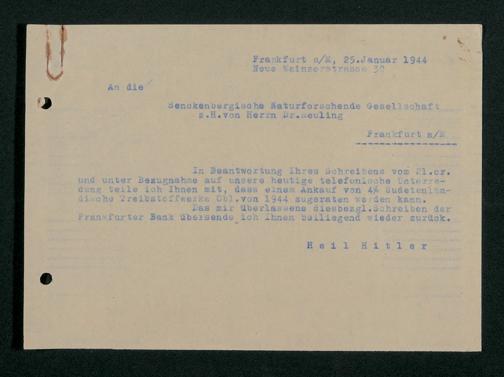 Frankfurt a/M, 25.Januar 1944
Neue Mainzerstrasse 32
An die
Senckenbergische Naturforschende Gesellschaft
z.H.von Herrn Dr.Meuling
Frankfurt a/M
In Beantwortung Ihres Schreibens vom 21.cr.
und unter Bezugnahme auf unsere heutige telefonische Unterre-
dung teile ich Ihnen mit, dass einem Ankauf von 4% Sudetenlän-
dische Treibstoffwerke Obl.von 1944 zugeraten werden kann.
Das mir überlassene diesbezgl.Schreiben der
Frankfurter Bank übersende ich Ihnen beiliegend wieder zurück.
Heil Hitler